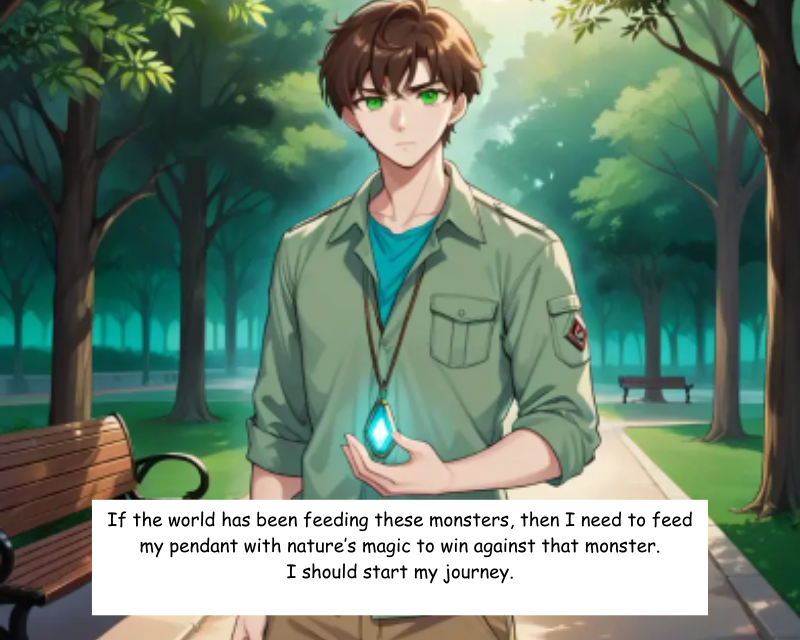 If the world has been feeding these monsters, then I need to feed
my pendant with nature's magic to win against that monster.
I should start my journey.